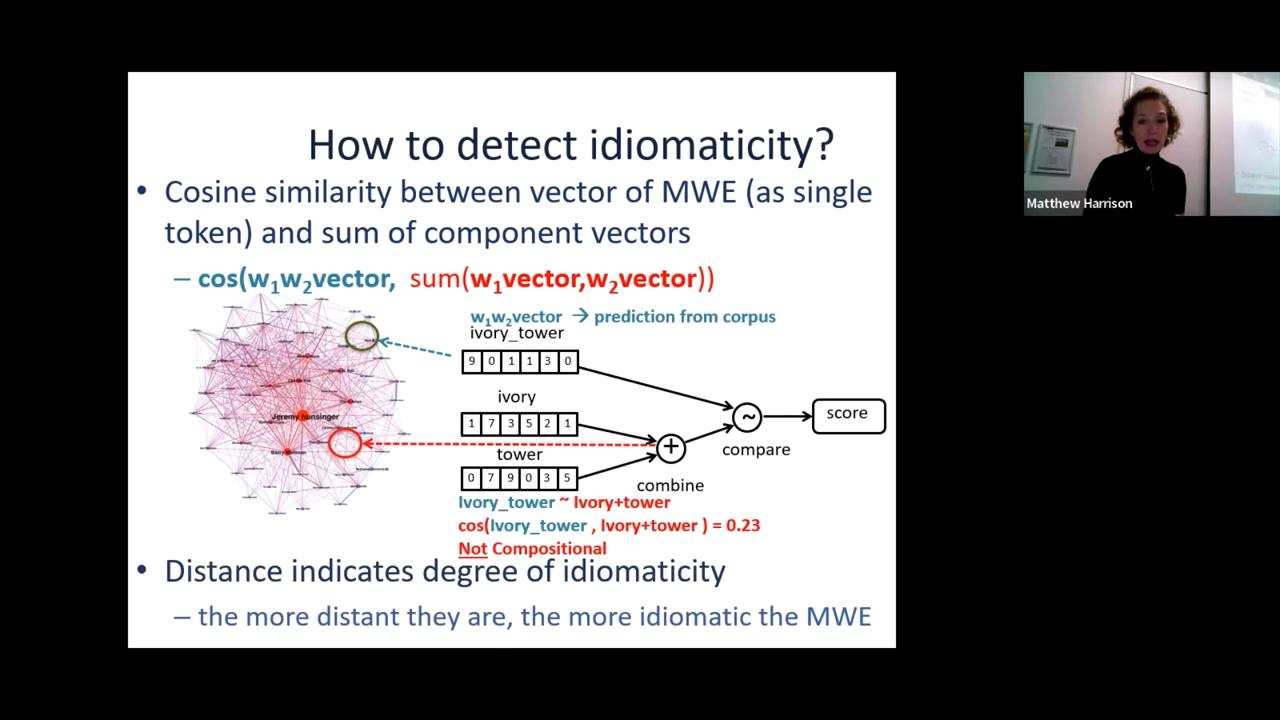 How to detect idiomaticity?
• Cosine similarity between vector of MWE (as single
token) and sum of component vectors
– cos(w₁w₂vector, sum(w₁vector,w₂vector))
w₁w₂vector → prediction from corpus
ivory_tower
9 0 1 1 3 0
ivory
1 7 3 5 2 1
tower
0 7 9 0 3 5
+
combine
~
compare
score
Jeremy hunsinger
Ivory_tower ~ Ivory+tower
cos(Ivory_tower , Ivory+tower ) = 0.23
Not Compositional
• Distance indicates degree of idiomaticity
– the more distant they are, the more idiomatic the MWE
Matthew Harrison